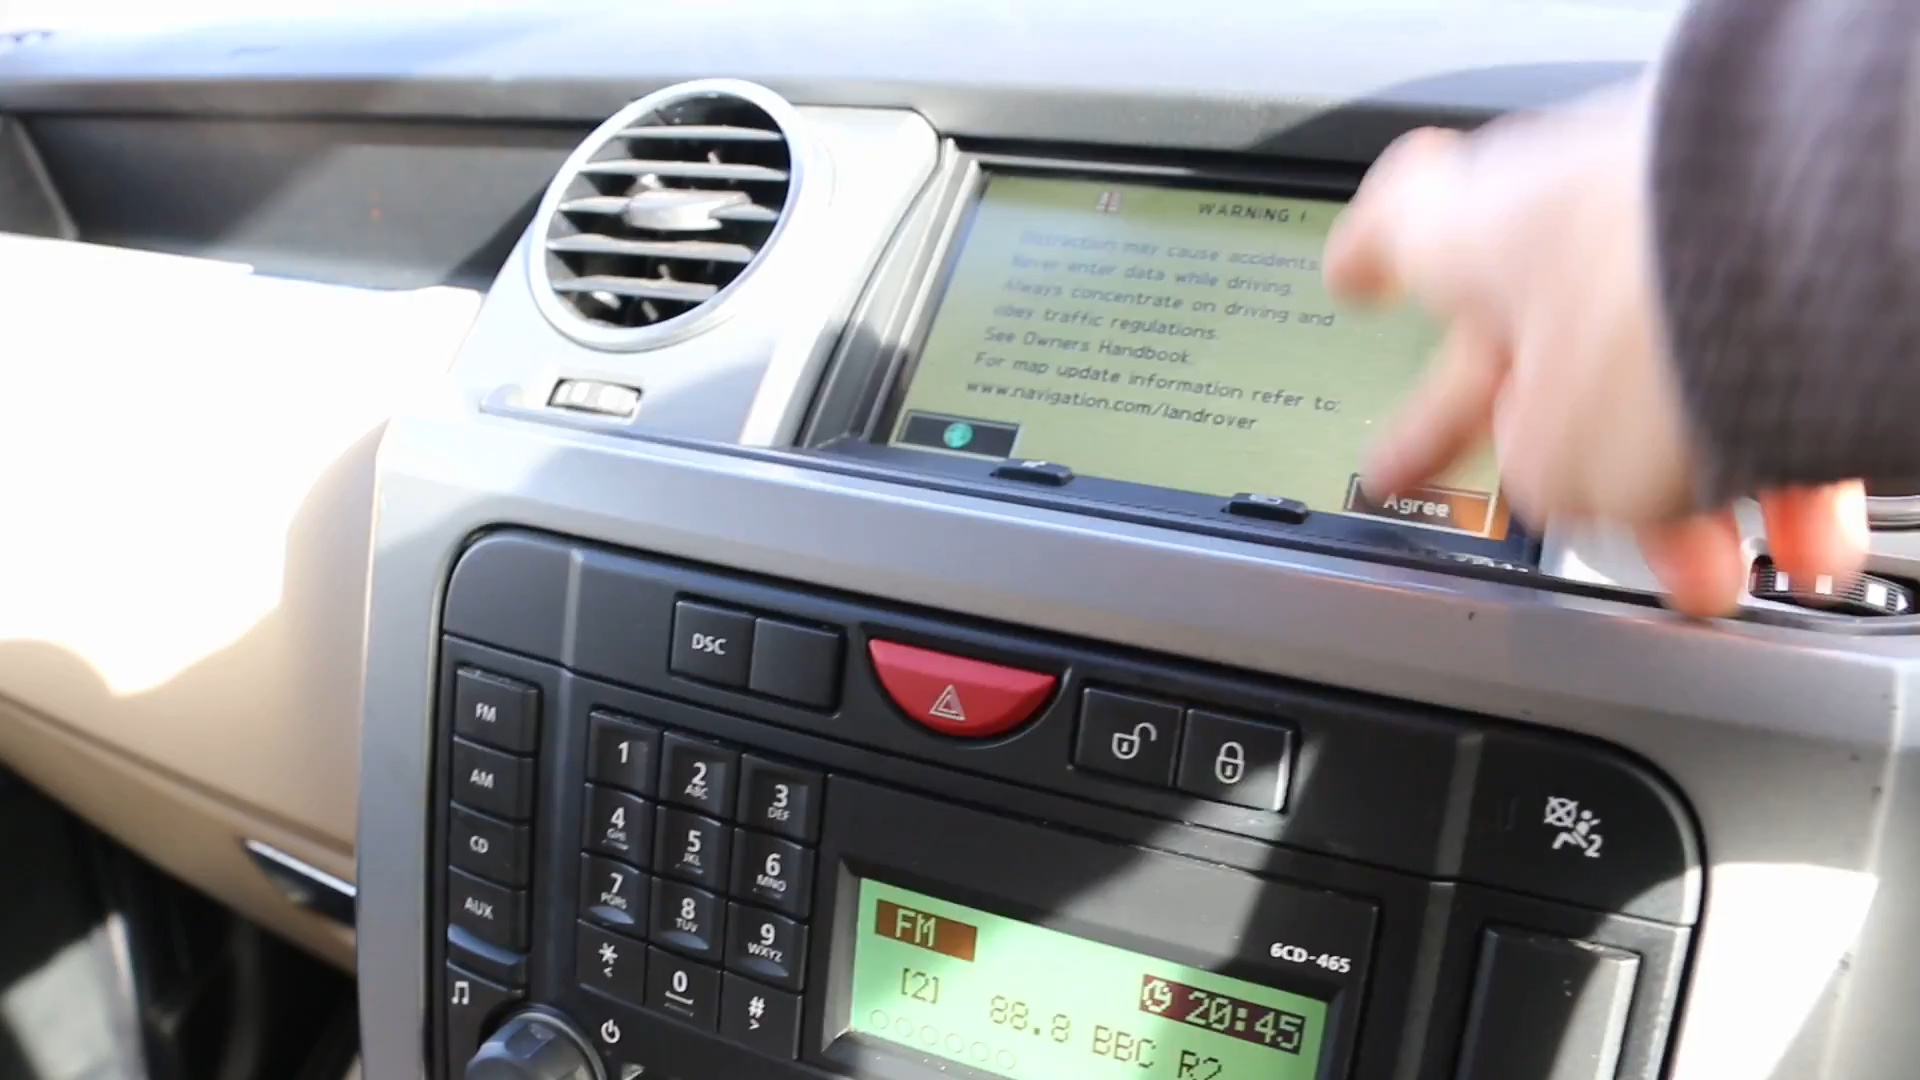 WARNING !
Distraction may cause accidents.
Never enter data while driving.
Always concentrate on driving and
obey traffic regulations.
See Owners Handbook.
For map update information refer to:
www.navigation.com/landrover
Agree
DSC
FM
AM
CD
AUX
1
2 ABC
3 DEF
4 GHI
5 JKL
6 MNO
7 PQRS
8 TUV
9 WXYZ
* <
0
# >
2
6CD-465
FM
[2]
20:45
88.8 BBC R2